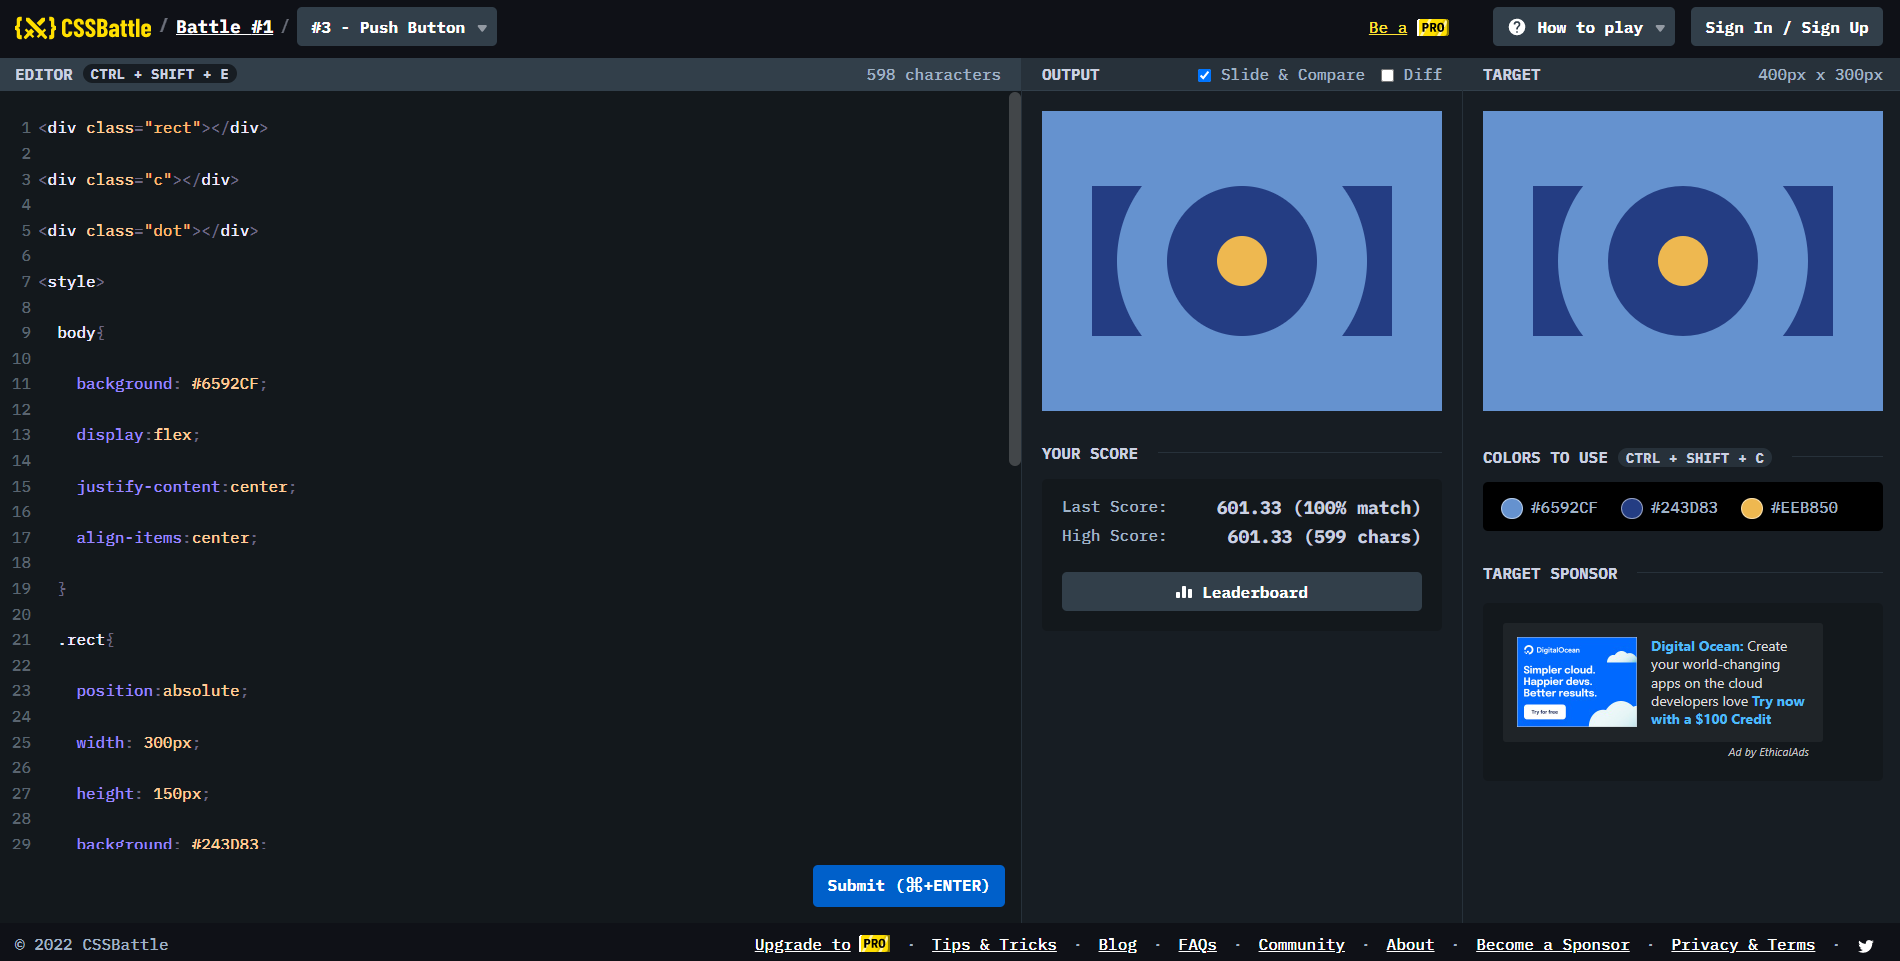 {X} CSSBattle / Battle #1 / #3 - Push Button
Be a PRO
How to play
Sign In / Sign Up
EDITOR CTRL + SHIFT + E 598 characters
1 <div class="rect"></div>
2
3 <div class="c"></div>
4
5 <div class="dot"></div>
6
7 <style>
8
9 body{
10
11 background: #6592CF;
12
13 display:flex;
14
15 justify-content:center;
16
17 align-items:center;
18
19 }
20
21 .rect{
22
23 position:absolute;
24
25 width: 300px;
26
27 height: 150px;
28
29 background: #243D83;
Submit (⌘+ENTER)
OUTPUT Slide & Compare Diff
YOUR SCORE
Last Score: 601.33 (100% match)
High Score: 601.33 (599 chars)
Leaderboard
TARGET 400px x 300px
COLORS TO USE CTRL + SHIFT + C
#6592CF #243D83 #EEB850
TARGET SPONSOR
DigitalOcean
Simpler cloud.
Happier devs.
Better results.
Try for free
Digital Ocean: Create
your world-changing
apps on the cloud
developers love Try now
with a $100 Credit
Ad by EthicalAds
© 2022 CSSBattle
Upgrade to PRO · Tips & Tricks · Blog · FAQs · Community · About · Become a Sponsor · Privacy & Terms ·